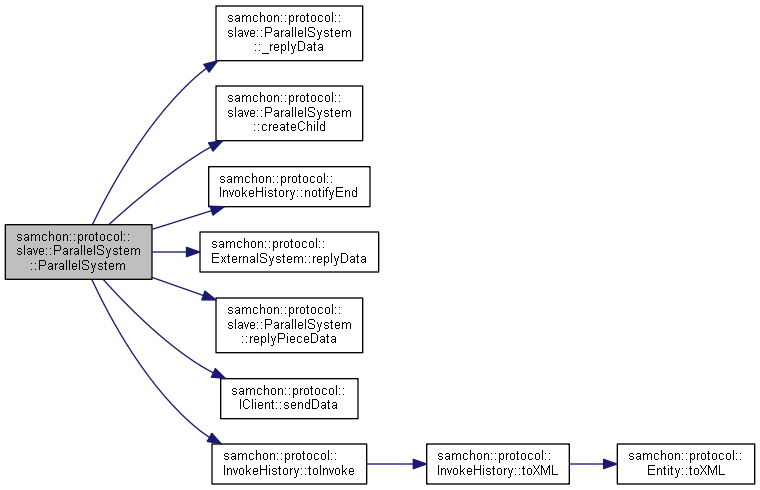 samchon::protocol::
slave::ParallelSystem
::_replyData
samchon::protocol::
slave::ParallelSystem
::createChild
samchon::protocol::
InvokeHistory::notifyEnd
samchon::protocol::
slave::ParallelSystem
::ParallelSystem
samchon::protocol::
ExternalSystem::replyData
samchon::protocol::
slave::ParallelSystem
::replyPieceData
samchon::protocol::
IClient::sendData
samchon::protocol::
InvokeHistory::toInvoke
samchon::protocol::
InvokeHistory::toXML
samchon::protocol::
Entity::toXML